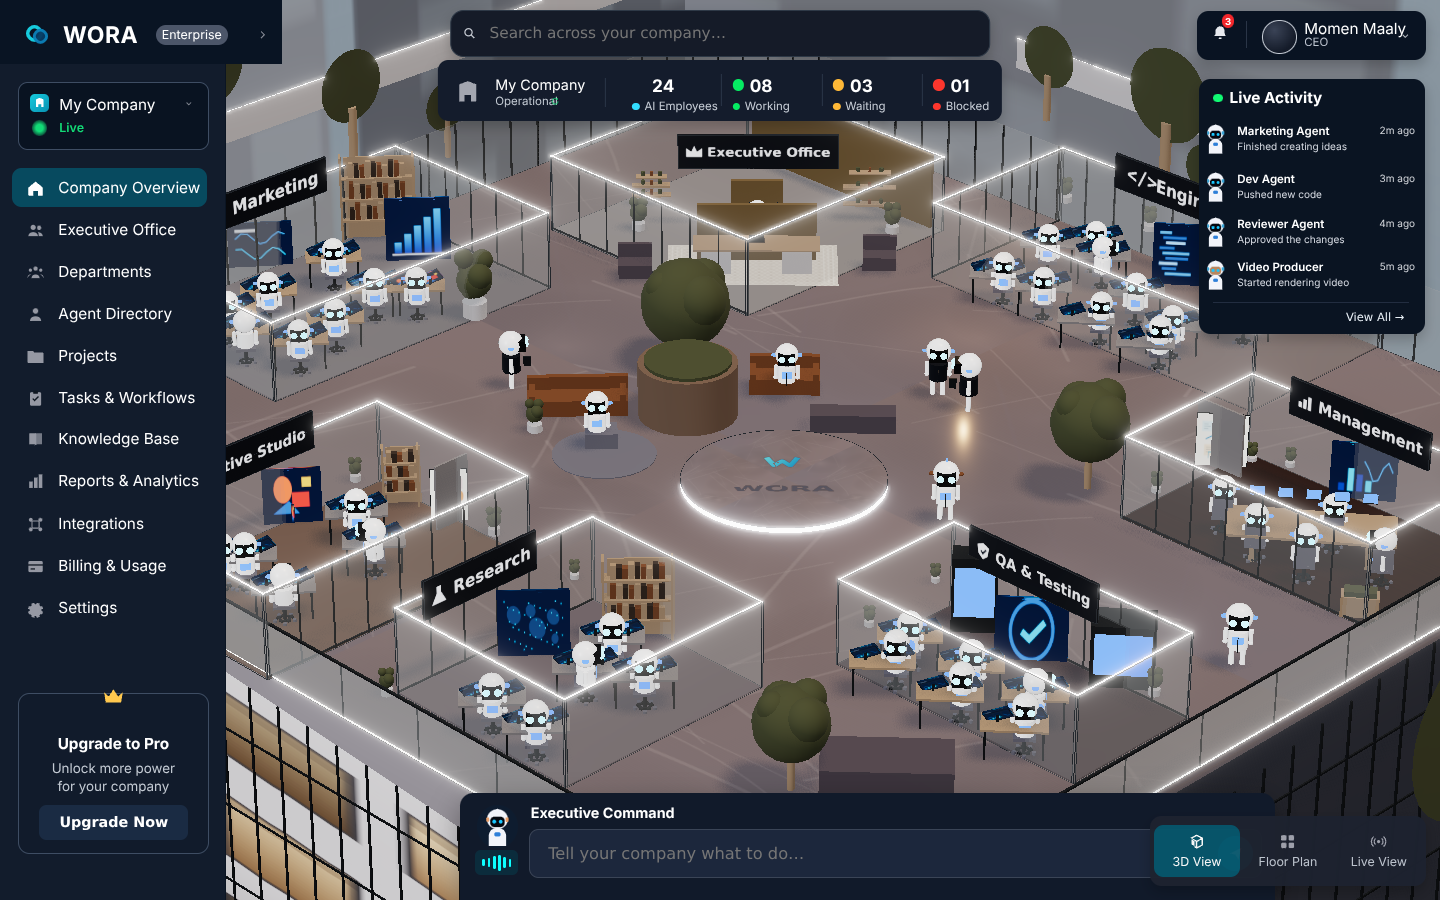 WORA
Enterprise
My Company
Live
Company Overview
Executive Office
Departments
Agent Directory
Projects
Tasks & Workflows
Knowledge Base
Reports & Analytics
Integrations
Billing & Usage
Settings
Upgrade to Pro
Unlock more power
for your company
Upgrade Now
Search across your company...
My Company
Operational
24
AI Employees
08
Working
03
Waiting
01
Blocked
3
Momen Maaly
CEO
Live Activity
Marketing Agent
2m ago
Finished creating ideas
Dev Agent
3m ago
Pushed new code
Reviewer Agent
4m ago
Approved the changes
Video Producer
5m ago
Started rendering video
View All →
Executive Office
Marketing
</>Engir
tive Studio
Management
WORA
Research
QA & Testing
Executive Command
Tell your company what to do...
3D View
Floor Plan
Live View